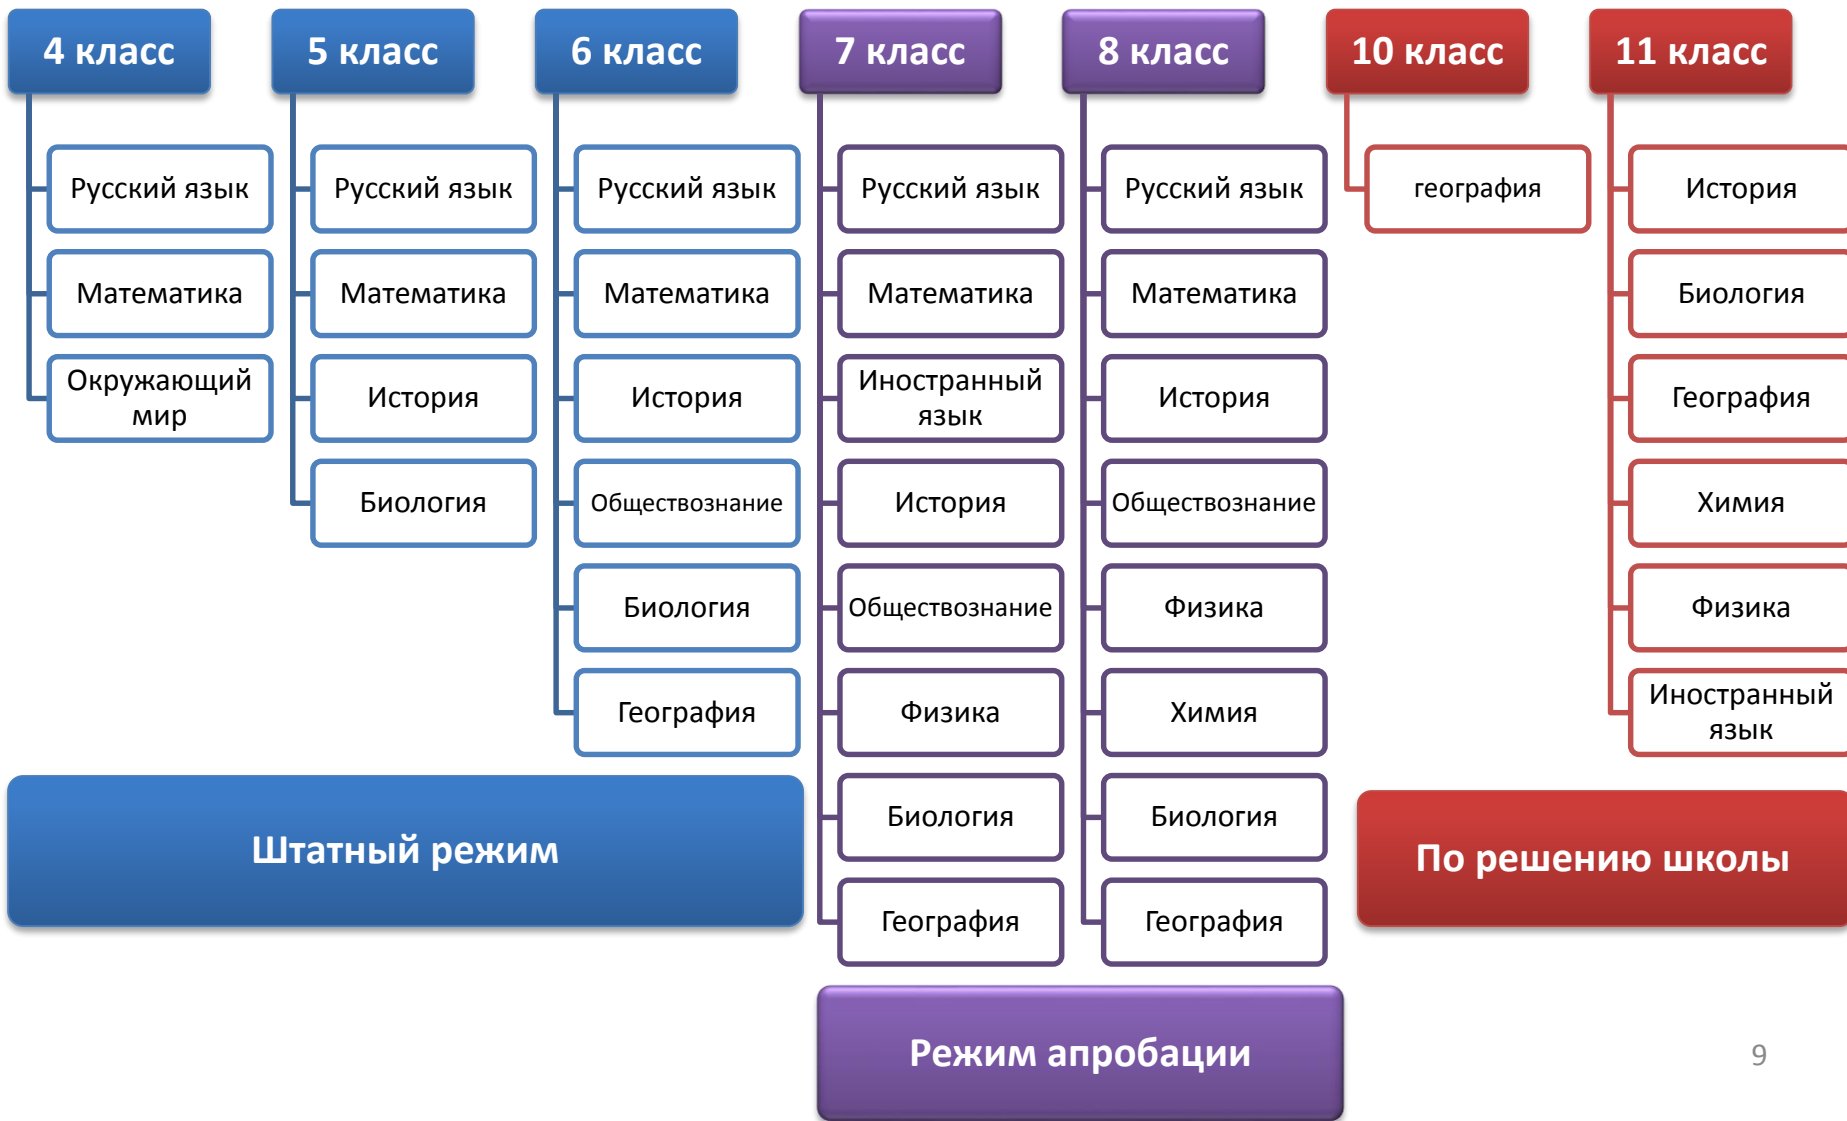 4 класс
Русский язык
Математика
Окружающий
мир
5 класс
Русский язык
Математика
История
Биология
6 класс
Русский язык
Математика
История
Обществознание
Биология
География
Штатный режим
7 класс
Русский язык
Математика
Иностранный
язык
История
Обществознание
Физика
Биология
География
8 класс
Русский язык
Математика
История
Обществознание
Физика
Химия
Биология
География
Режим апробации
10 класс
география
11 класс
История
Биология
География
Химия
Физика
Иностранный
язык
По решению школы
9